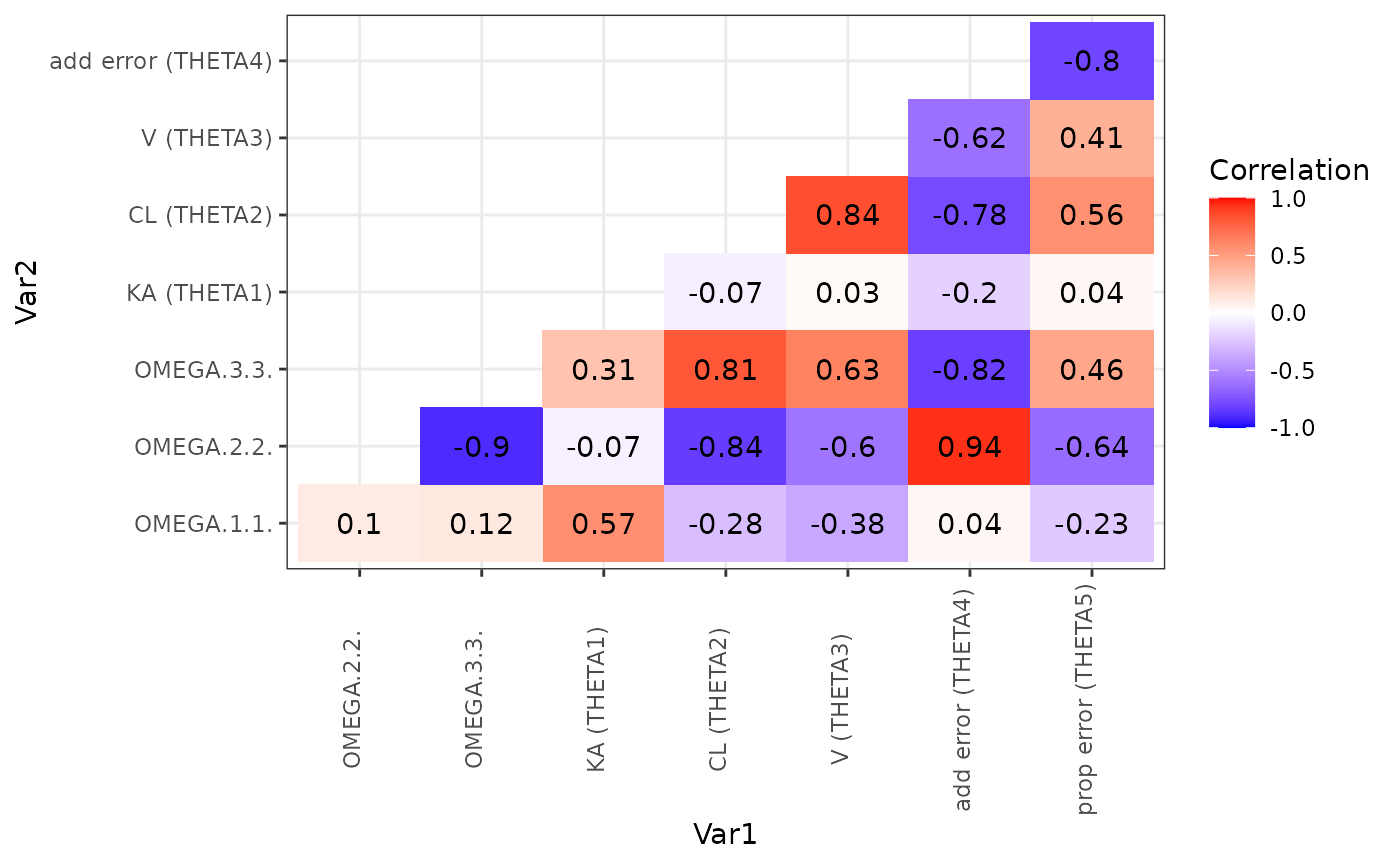 add error (THETA4)
-0.8
V (THETA3)
-0.62 0.41
CL (THETA2)
0.84 -0.78 0.56
KA (THETA1)
-0.07 0.03 -0.2 0.04
OMEGA.3.3.
0.31 0.81 0.63 -0.82 0.46
OMEGA.2.2.
-0.9 -0.07 -0.84 -0.6 0.94 -0.64
OMEGA.1.1.
0.1 0.12 0.57 -0.28 -0.38 0.04 -0.23
Var2
OMEGA.2.2.
OMEGA.3.3.
KA (THETA1)
CL (THETA2)
V (THETA3)
add error (THETA4)
prop error (THETA5)
Var1
Correlation
1.0
0.5
0.0
-0.5
-1.0